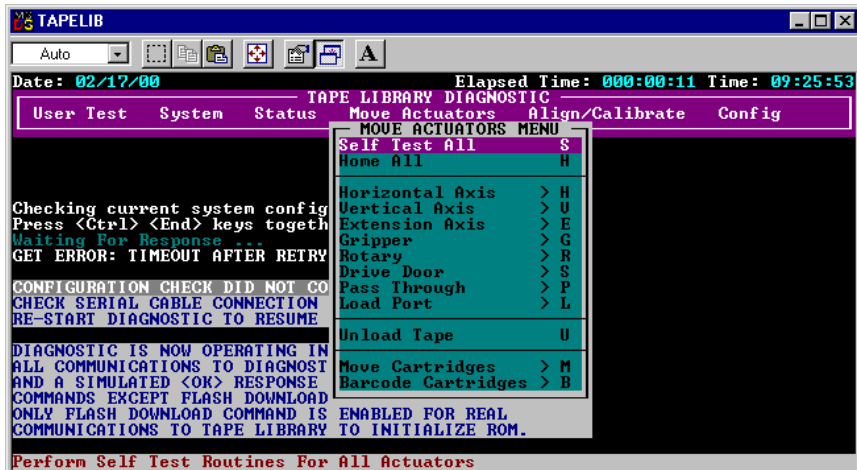 TAPELIB
Auto
A
Date: 02/17/00 Elapsed Time: 000:00:11 Time: 09:25:53
TAPE LIBRARY DIAGNOSTIC
User Test System Status Move Actuators Align/Calibrate Config
MOVE ACTUATORS MENU
Self Test All S
Home All H
Horizontal Axis > H
Vertical Axis > V
Extension Axis > E
Gripper > G
Rotary > R
Drive Door > S
Pass Through > P
Load Port > L
Unload Tape U
Move Cartridges > M
Barcode Cartridges > B
Checking current system config
Press <Ctrl> <End> keys togeth
Waiting For Response ...
GET ERROR: TIMEOUT AFTER RETRY
CONFIGURATION CHECK DID NOT CO
CHECK SERIAL CABLE CONNECTION
RE-START DIAGNOSTIC TO RESUME
DIAGNOSTIC IS NOW OPERATING IN
ALL COMMUNICATIONS TO DIAGNOST
AND A SIMULATED <OK> RESPONSE
COMMANDS EXCEPT FLASH DOWNLOAD
ONLY FLASH DOWNLOAD COMMAND IS ENABLED FOR REAL
COMMUNICATIONS TO TAPE LIBRARY TO INITIALIZE ROM.
Perform Self Test Routines For All Actuators